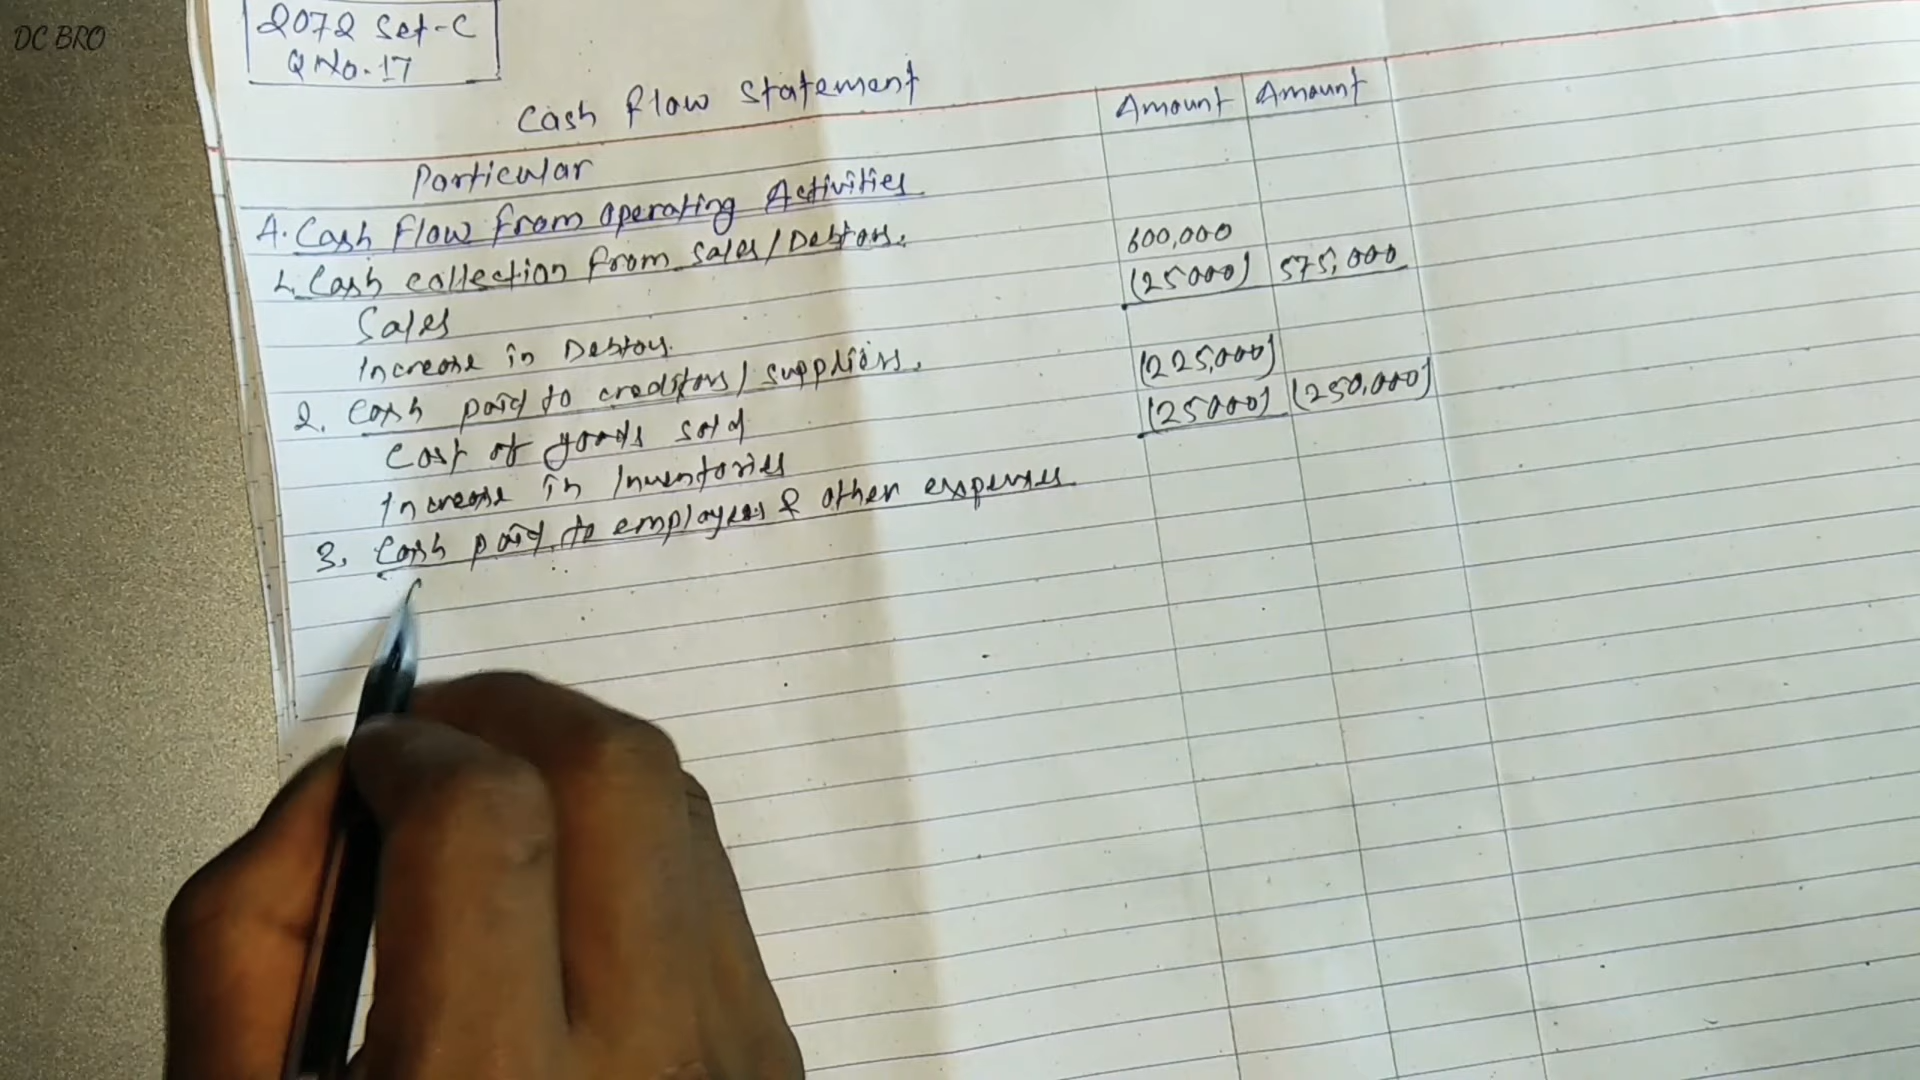 DC BRO
2072 Set-C
Q No. 17
Cash flow statement
Particular Amount Amount
A. Cash flow from operating Activities
1. Cash collection from sales/Debtors.
Sales 600,000
Increase in Debtors. (25000) 575,000
2. Cash paid to creditors/suppliers.
Cost of goods sold (225,000)
Increase in Inventories (25000) (250,000)
3. Cash paid to employees & other expenses